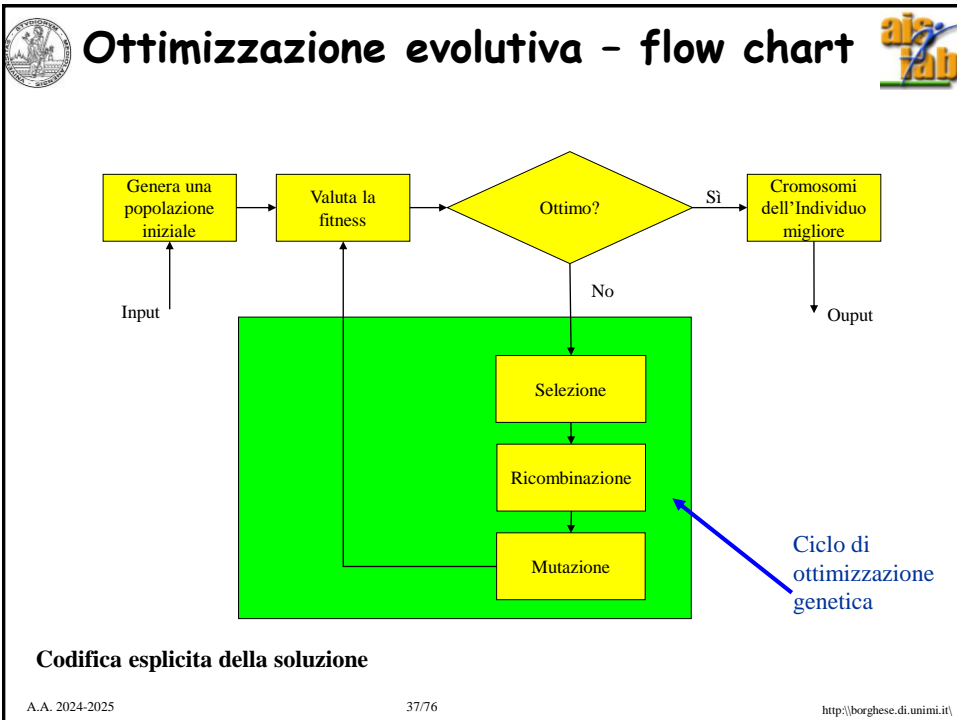 Ottimizzazione evolutiva – flow chart
Genera una
popolazione
iniziale
Valuta la
fitness
Ottimo?
Sì
Cromosomi
dell'Individuo
migliore
Input
No
Ouput
Selezione
Ricombinazione
Mutazione
Ciclo di
ottimizzazione
genetica
Codifica esplicita della soluzione
A.A. 2024-2025
37/76
http:\\borghese.di.unimi.it\